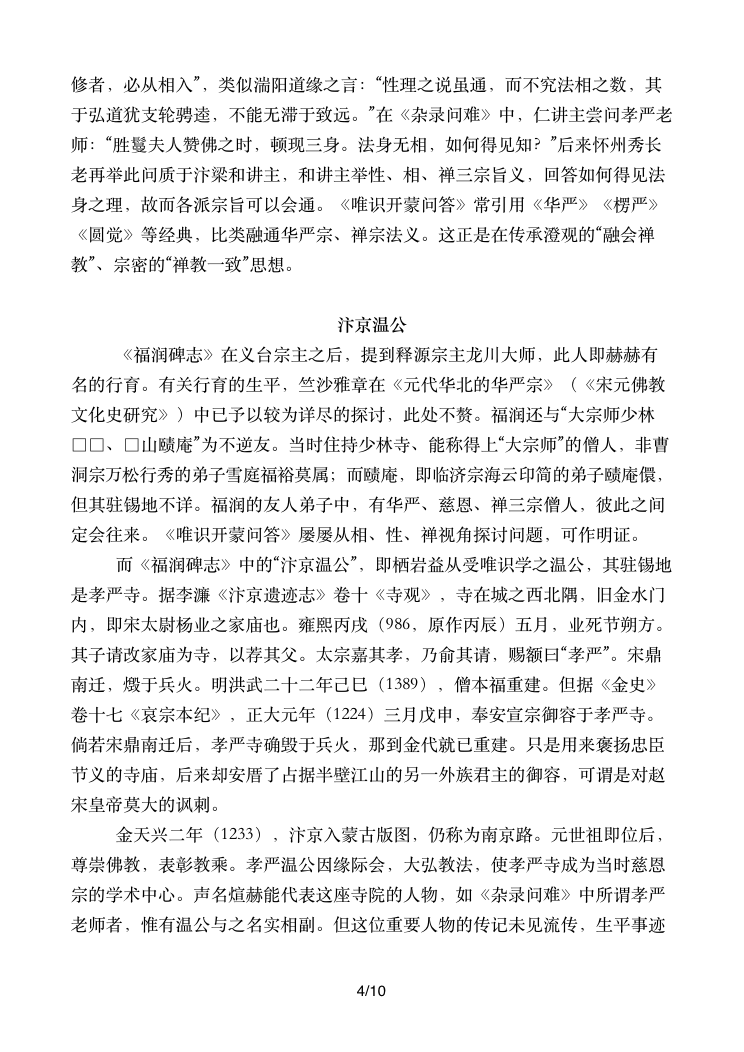 修者，必从相入”，类似湍阳道缘之言：“性理之说虽通，而不究法相之数，其
于弘道犹支轮骋逵，不能无滞于致远。”在《杂录问难》中，仁讲主尝问孝严老
师：“胜鬘夫人赞佛之时，顿现三身。法身无相，如何得见知？”后来怀州秀长
老再举此问质于汴梁和讲主，和讲主举性、相、禅三宗旨义，回答如何得见法
身之理，故而各派宗旨可以会通。《唯识开蒙问答》常引用《华严》《楞严》
《圆觉》等经典，比类融通华严宗、禅宗法义。这正是在传承澄观的“融会禅
教”、宗密的“禅教一致”思想。
汴京温公
《福润碑志》在义台宗主之后，提到释源宗主龙川大师，此人即赫赫有
名的行育。有关行育的生平，竺沙雅章在《元代华北的华严宗》（《宋元佛教
文化史研究》）中已予以较为详尽的探讨，此处不赘。福润还与“大宗师少林
□□、□山赜庵”为不逆友。当时住持少林寺、能称得上“大宗师”的僧人，非曹
洞宗万松行秀的弟子雪庭福裕莫属；而赜庵，即临济宗海云印简的弟子赜庵儇，
但其驻锡地不详。福润的友人弟子中，有华严、慈恩、禅三宗僧人，彼此之间
定会往来。《唯识开蒙问答》屡屡从相、性、禅视角探讨问题，可作明证。
而《福润碑志》中的“汴京温公”，即栖岩益从受唯识学之温公，其驻锡地
是孝严寺。据李濂《汴京遗迹志》卷十《寺观》，寺在城之西北隅，旧金水门
内，即宋太尉杨业之家庙也。雍熙丙戌（986，原作丙辰）五月，业死节朔方。
其子请改家庙为寺，以荐其父。太宗嘉其孝，乃俞其请，赐额曰“孝严”。宋鼎
南迁，燬于兵火。明洪武二十二年己巳（1389），僧本福重建。但据《金史》
卷十七《哀宗本纪》，正大元年（1224）三月戊申，奉安宣宗御容于孝严寺。
倘若宋鼎南迁后，孝严寺确毁于兵火，那到金代就已重建。只是用来褒扬忠臣
节义的寺庙，后来却安厝了占据半壁江山的另一外族君主的御容，可谓是对赵
宋皇帝莫大的讽刺。
金天兴二年（1233），汴京入蒙古版图，仍称为南京路。元世祖即位后，
尊崇佛教，表彰教乘。孝严温公因缘际会，大弘教法，使孝严寺成为当时慈恩
宗的学术中心。声名煊赫能代表这座寺院的人物，如《杂录问难》中所谓孝严
老师者，惟有温公与之名实相副。但这位重要人物的传记未见流传，生平事迹
4/10